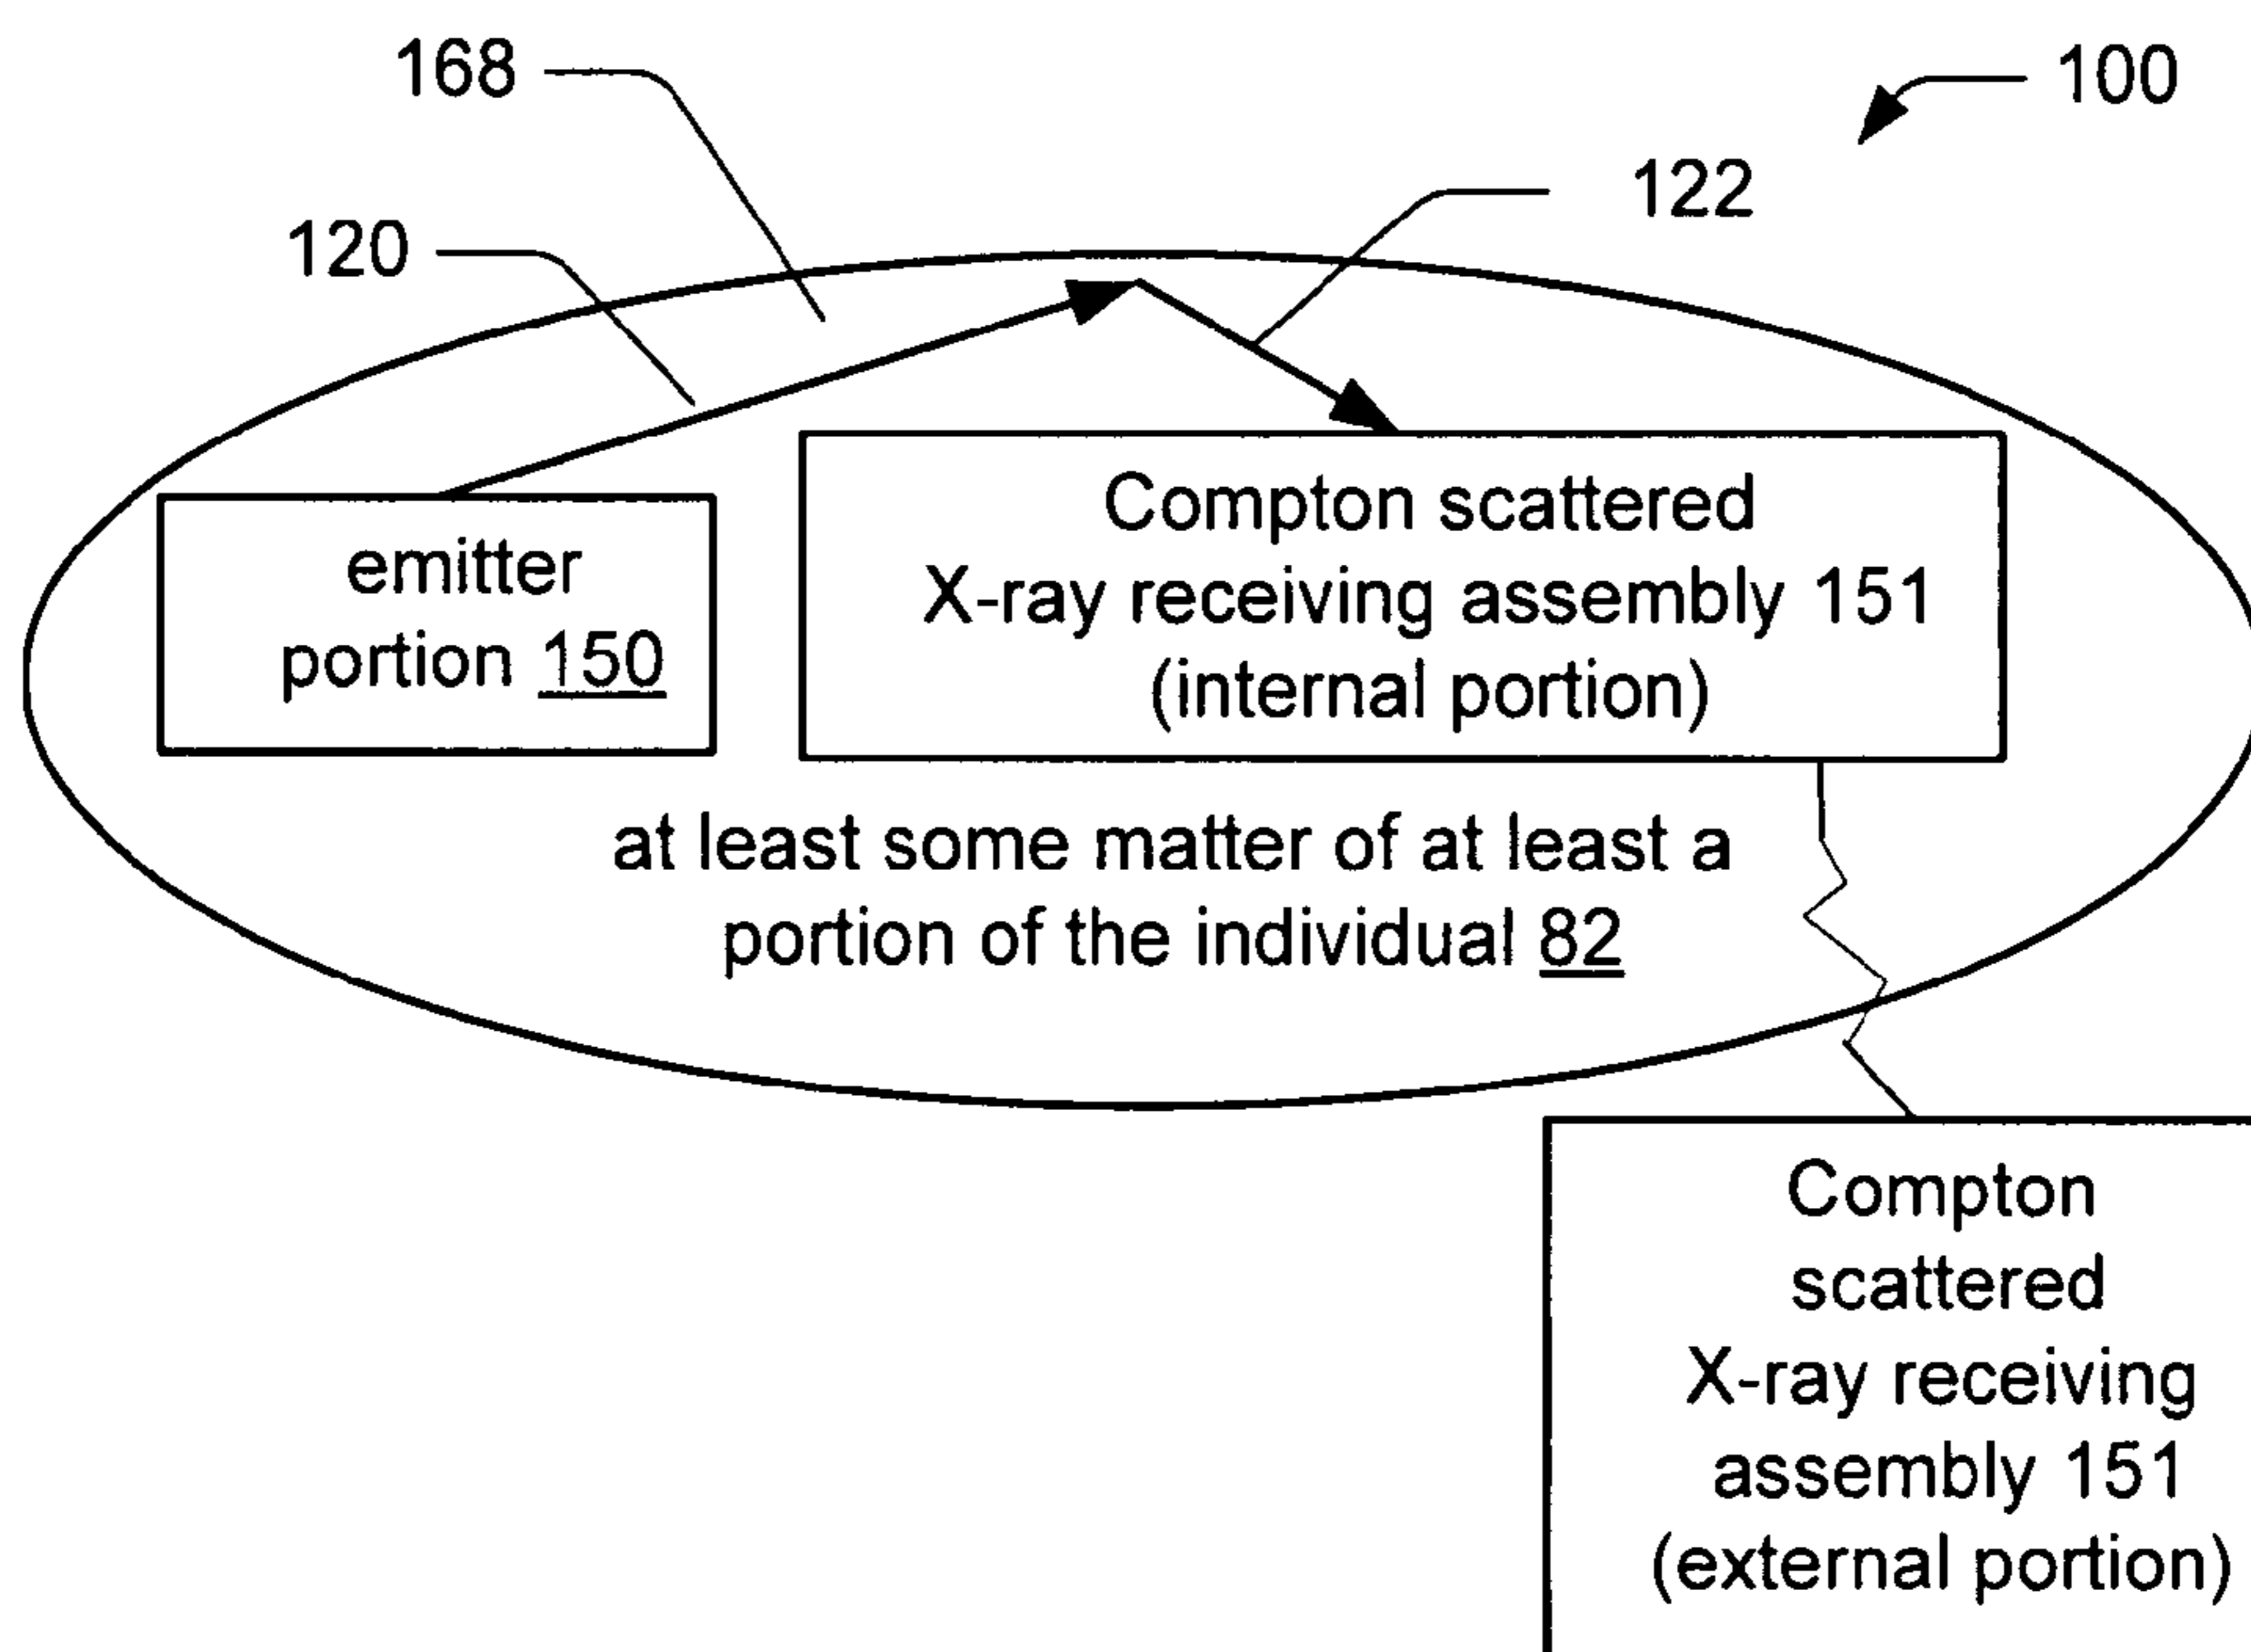 168
100
122
120
emitter
portion 150
Compton scattered
X-ray receiving assembly 151
(internal portion)
at least some matter of at least a
portion of the individual 82
Compton
scattered
X-ray receiving
assembly 151
(external portion)